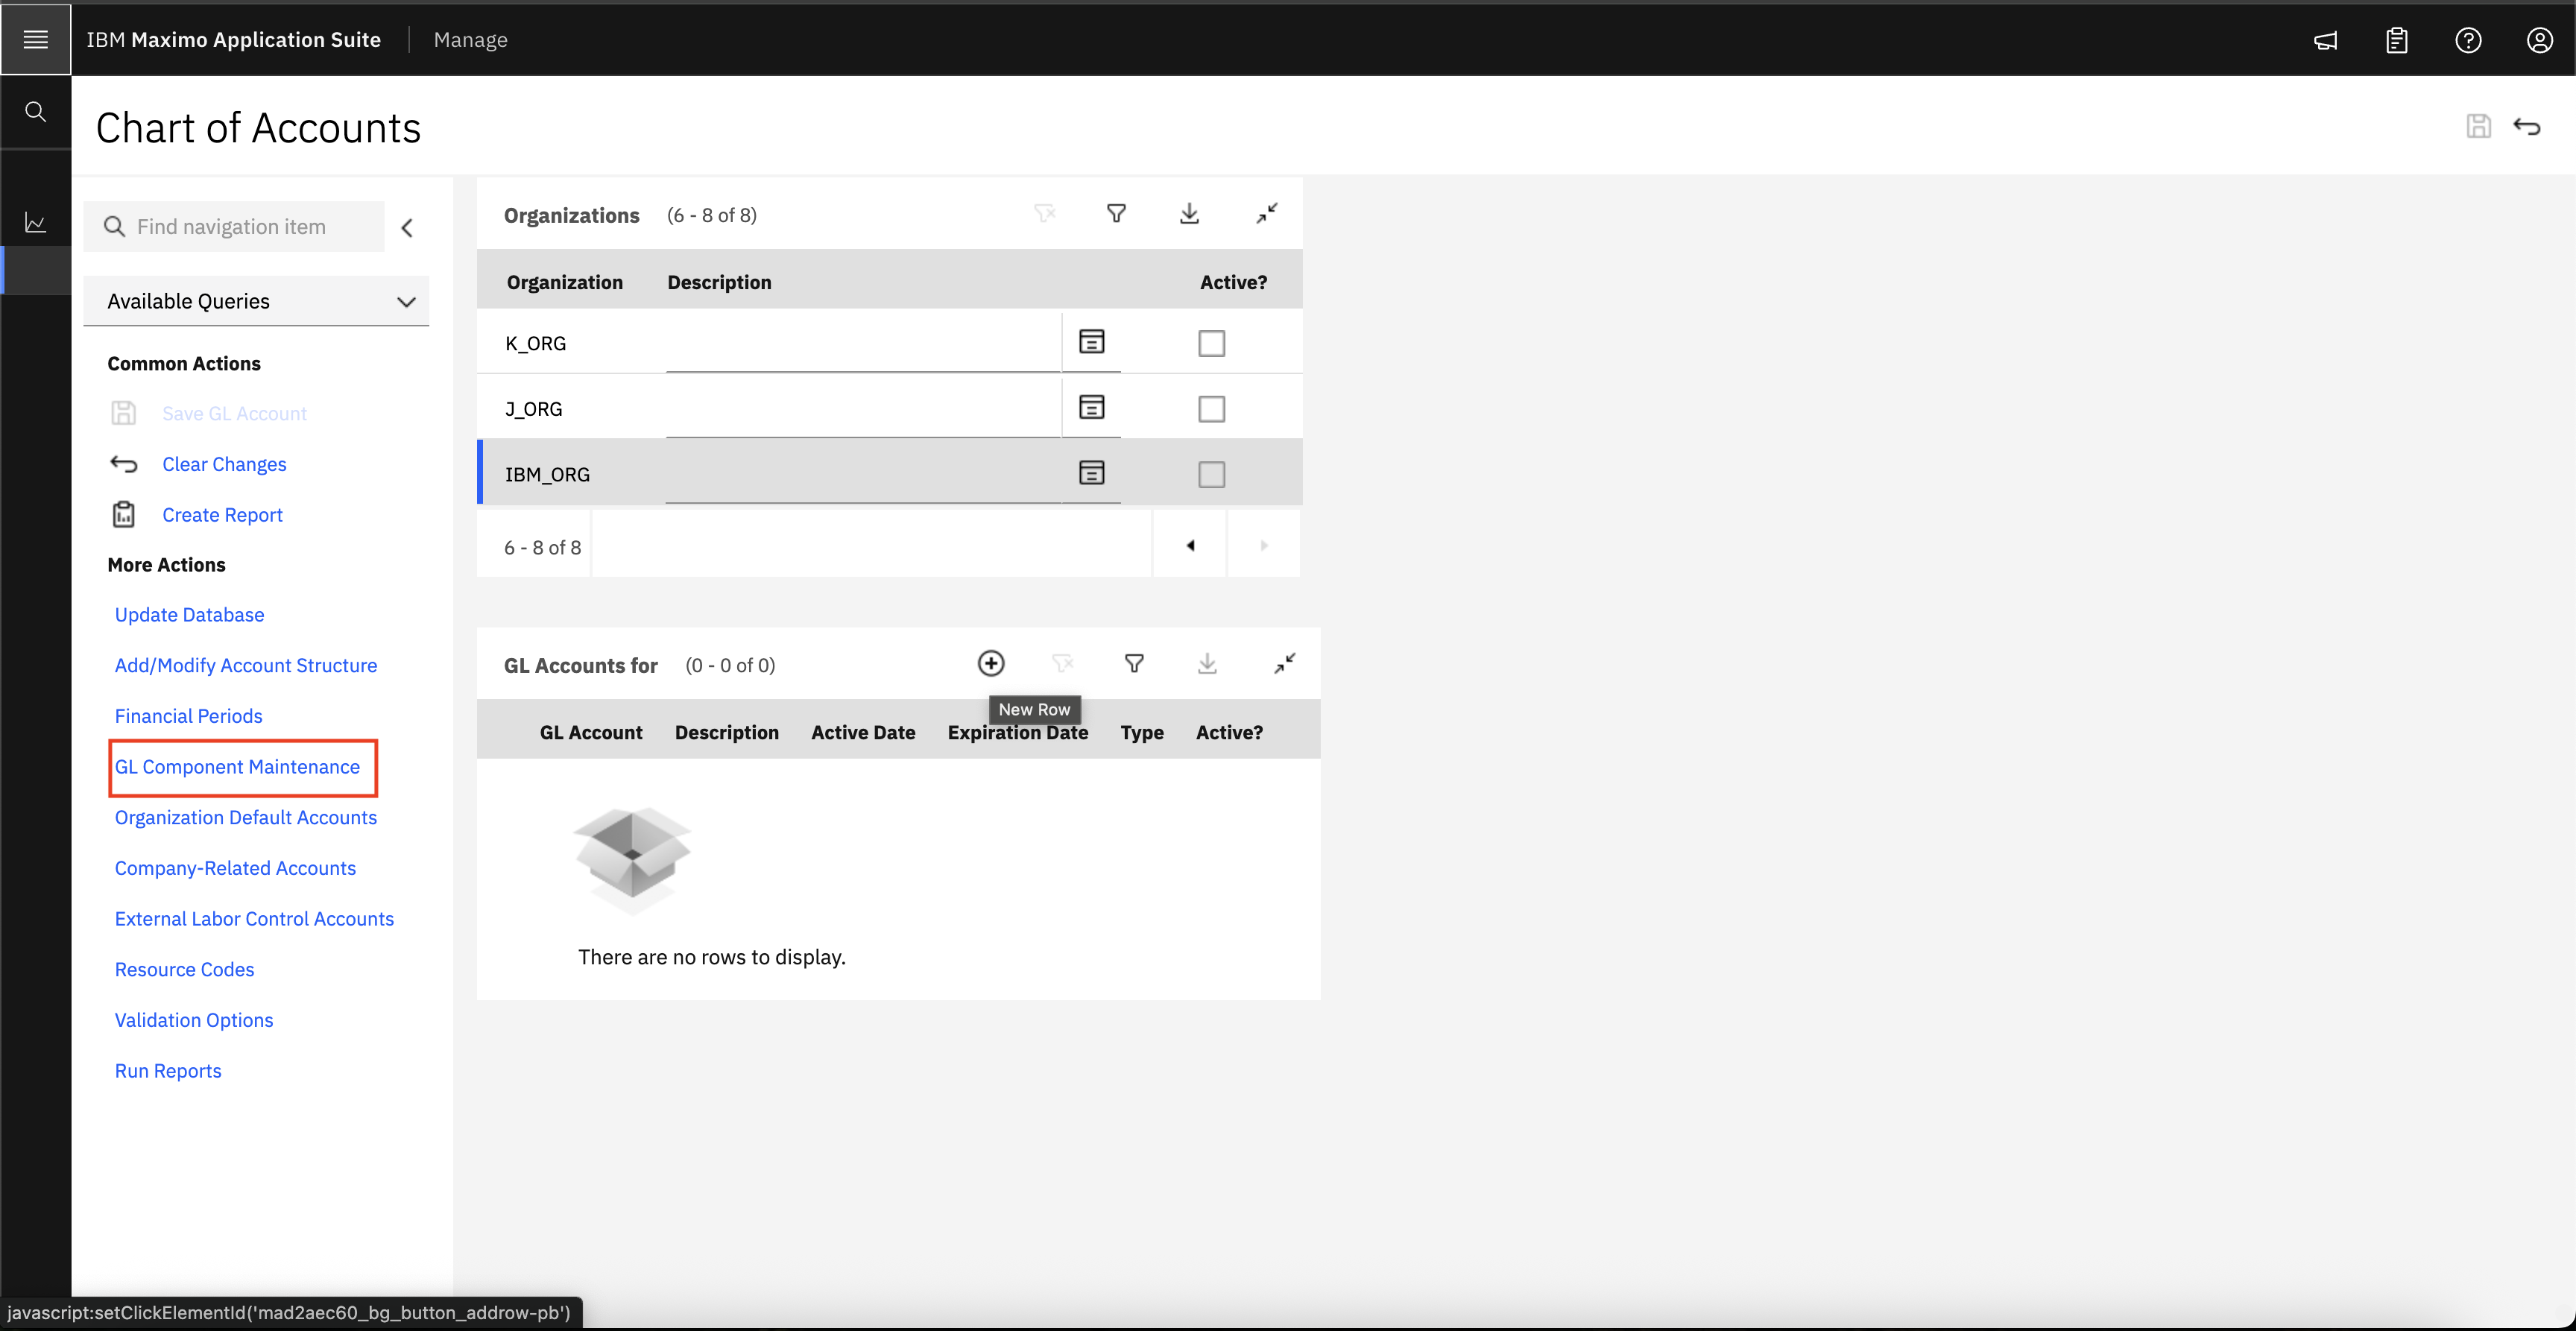 IBM Maximo Application Suite Manage
Chart of Accounts
Find navigation item
Available Queries
Common Actions
Save GL Account
Clear Changes
Create Report
More Actions
Update Database
Add/Modify Account Structure
Financial Periods
GL Component Maintenance
Organization Default Accounts
Company-Related Accounts
External Labor Control Accounts
Resource Codes
Validation Options
Run Reports
Organizations (6 - 8 of 8)
Organization Description Active?
K_ORG
J_ORG
IBM_ORG
6 - 8 of 8
GL Accounts for (0 - 0 of 0)
New Row
GL Account Description Active Date Expiration Date Type Active?
There are no rows to display.
javascript:setClickElementId('mad2aec60_bg_button_addrow-pb')